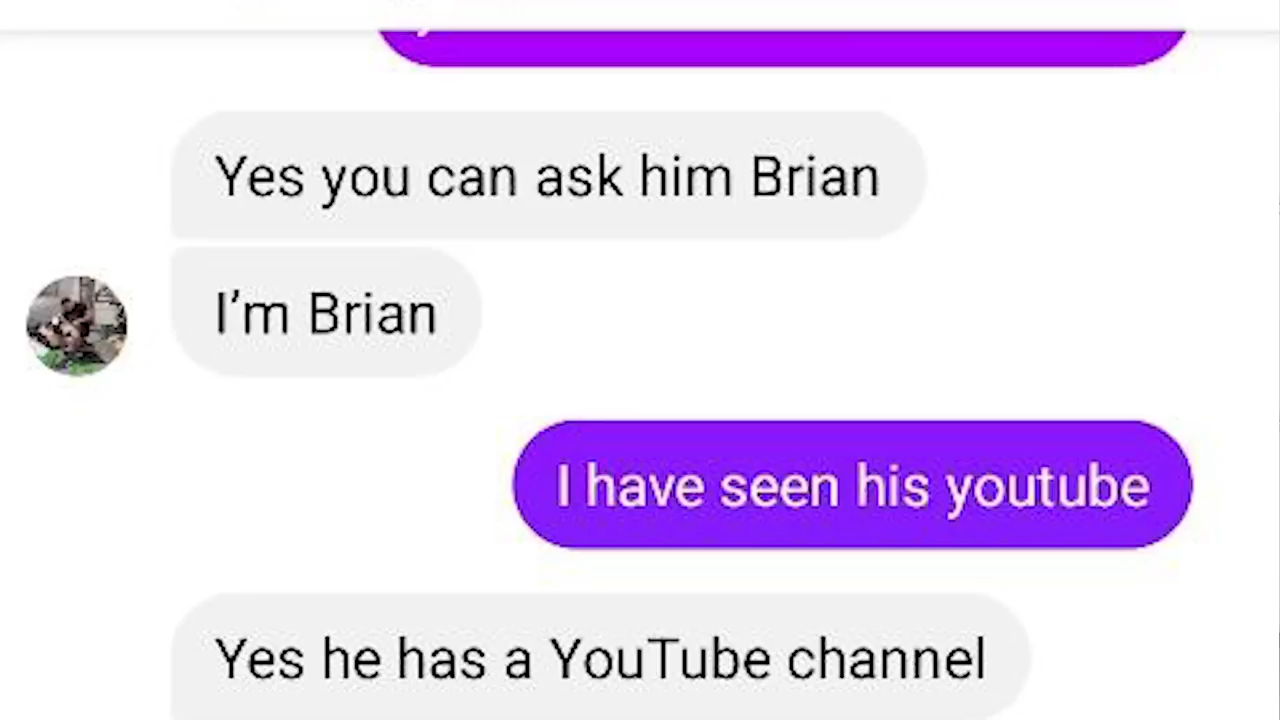 Yes you can ask him Brian
I’m Brian
I have seen his youtube
Yes he has a YouTube channel